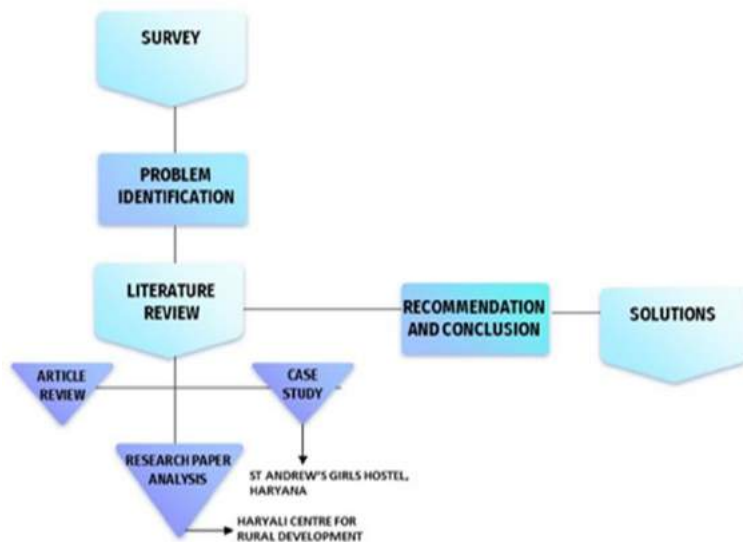 SURVEY
PROBLEM
IDENTIFICATION
LITERATURE
REVIEW
RECOMMENDATION
AND CONCLUSION
SOLUTIONS
ARTICLE
REVIEW
CASE
STUDY
RESEARCH PAPER
ANALYSIS
ST ANDREW'S GIRLS HOSTEL,
HARYANA
HARYALI CENTRE FOR
RURAL DEVELOPMENT